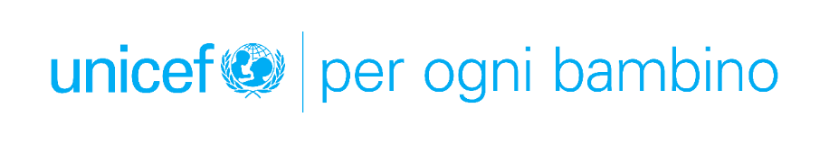 unicef | per ogni bambino